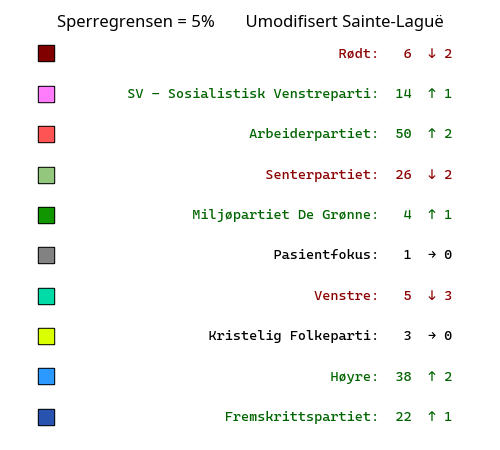 Sperregrensen = 5% Umodifisert Sainte-Laguë
Rødt: 6 ↓ 2
SV - Sosialistisk Venstreparti: 14 ↑ 1
Arbeiderpartiet: 50 ↑ 2
Senterpartiet: 26 ↓ 2
Miljøpartiet De Grønne: 4 ↑ 1
Pasientfokus: 1 → 0
Venstre: 5 ↓ 3
Kristelig Folkeparti: 3 → 0
Høyre: 38 ↑ 2
Fremskrittspartiet: 22 ↑ 1